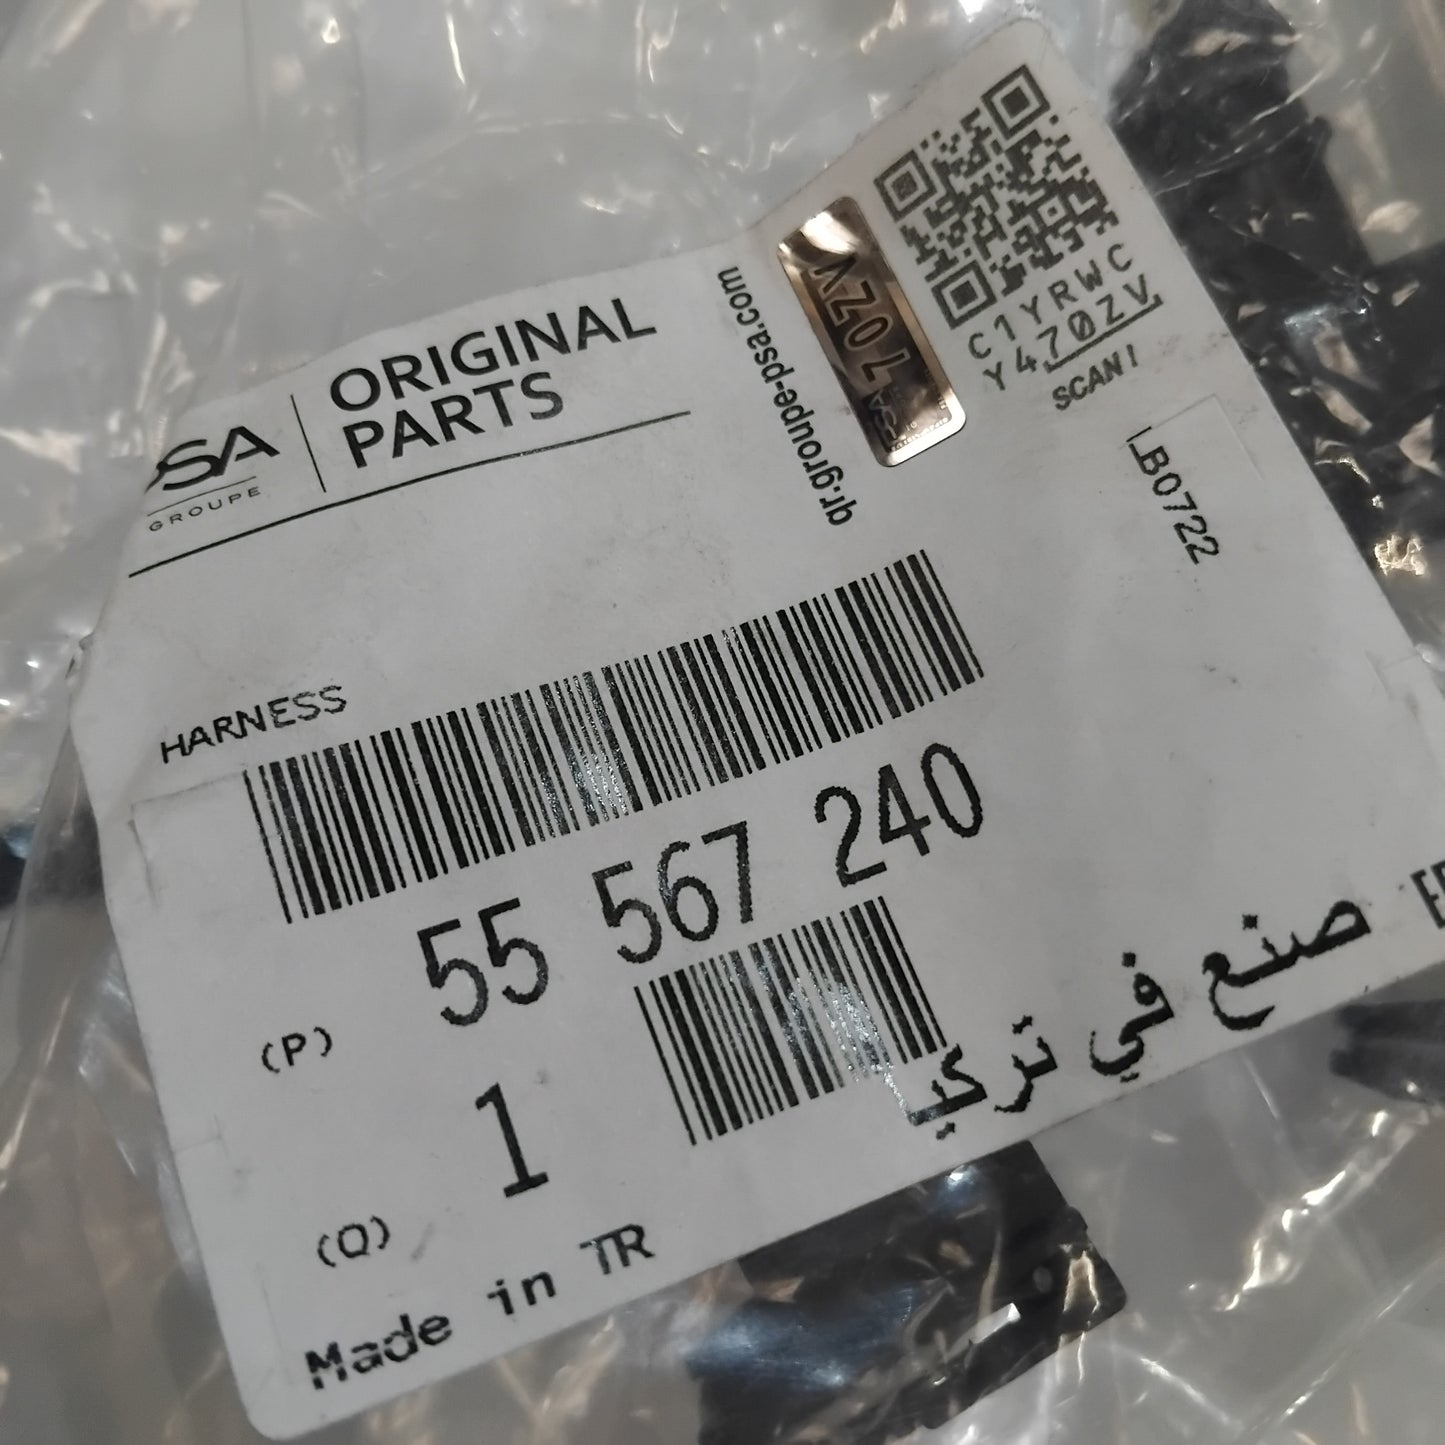 PSA
GROUPE
ORIGINAL
PARTS
qr.groupe-psa.com
70ZV
C1YRWC
Y470ZV
SCAN!
LB0722
HARNESS
(P) 55 567 240
(Q) 1
Made in TR
صنع في تركيا